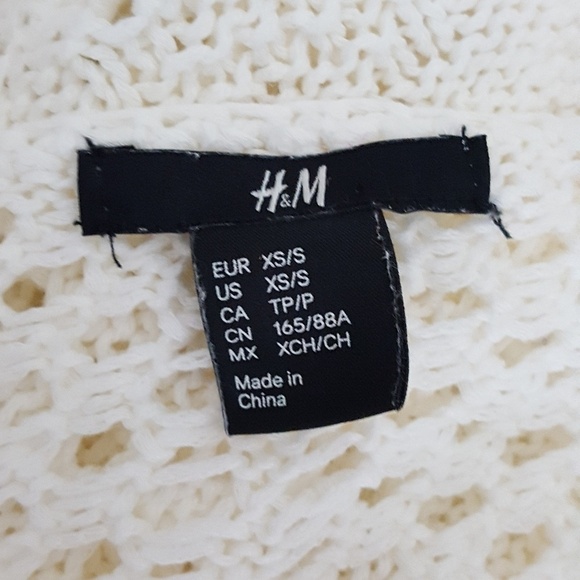 H&M
EUR XS/S
US XS/S
CA TP/P
CN 165/88A
MX XCH/CH
Made in
China